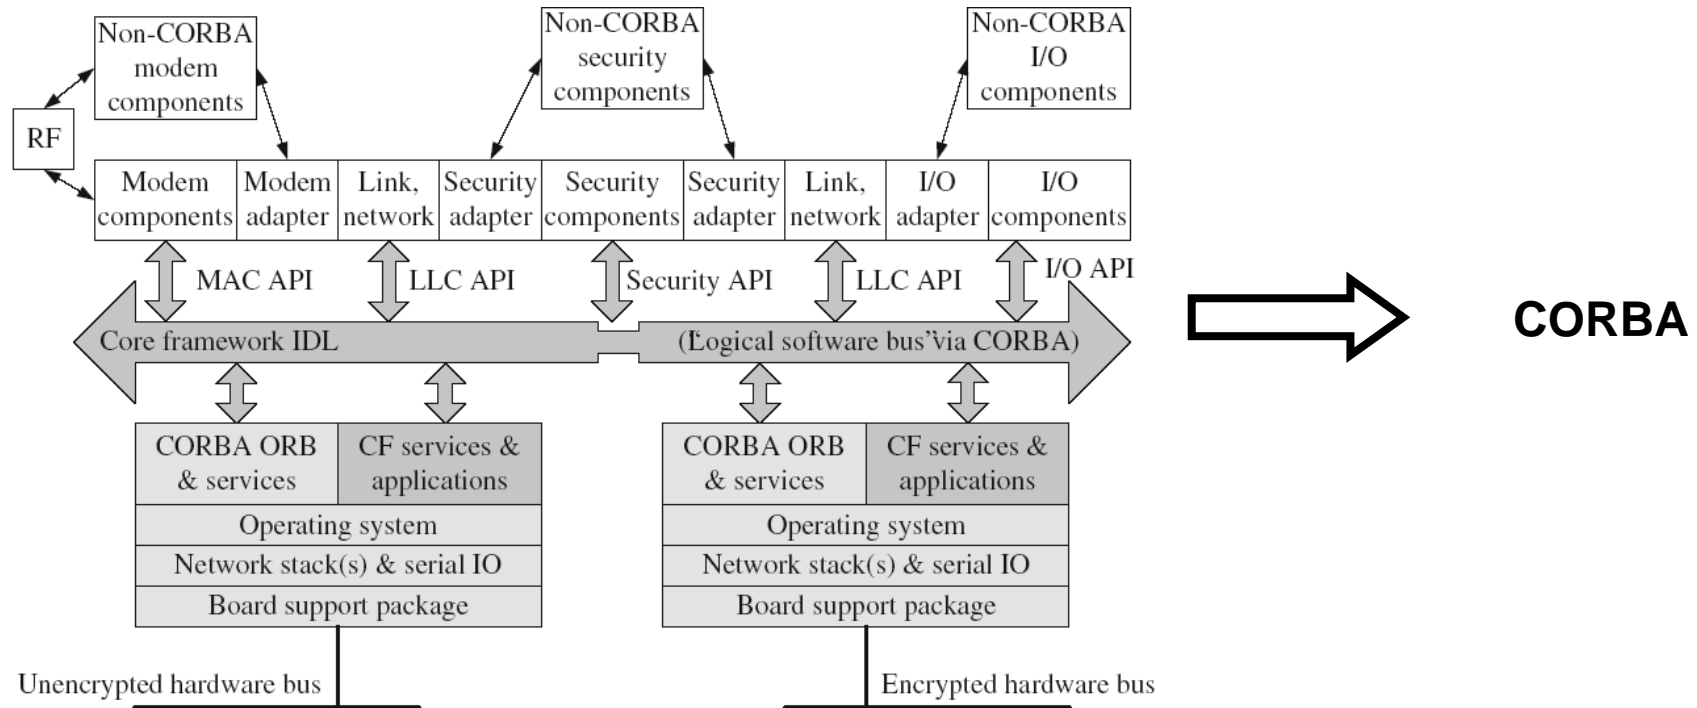 Non-CORBA
modem
components
Non-CORBA
security
components
Non-CORBA
I/O
components
RF
Modem
components
Modem
adapter
Link,
network
Security
adapter
Security
components
Security
adapter
Link,
network
I/O
adapter
I/O
components
MAC API
LLC API
Security API
LLC API
I/O API
Core framework IDL
(“Logical software bus” via CORBA)
CORBA
CORBA ORB
& services
CF services &
applications
Operating system
Network stack(s) & serial IO
Board support package
CORBA ORB
& services
CF services &
applications
Operating system
Network stack(s) & serial IO
Board support package
Unencrypted hardware bus
Encrypted hardware bus